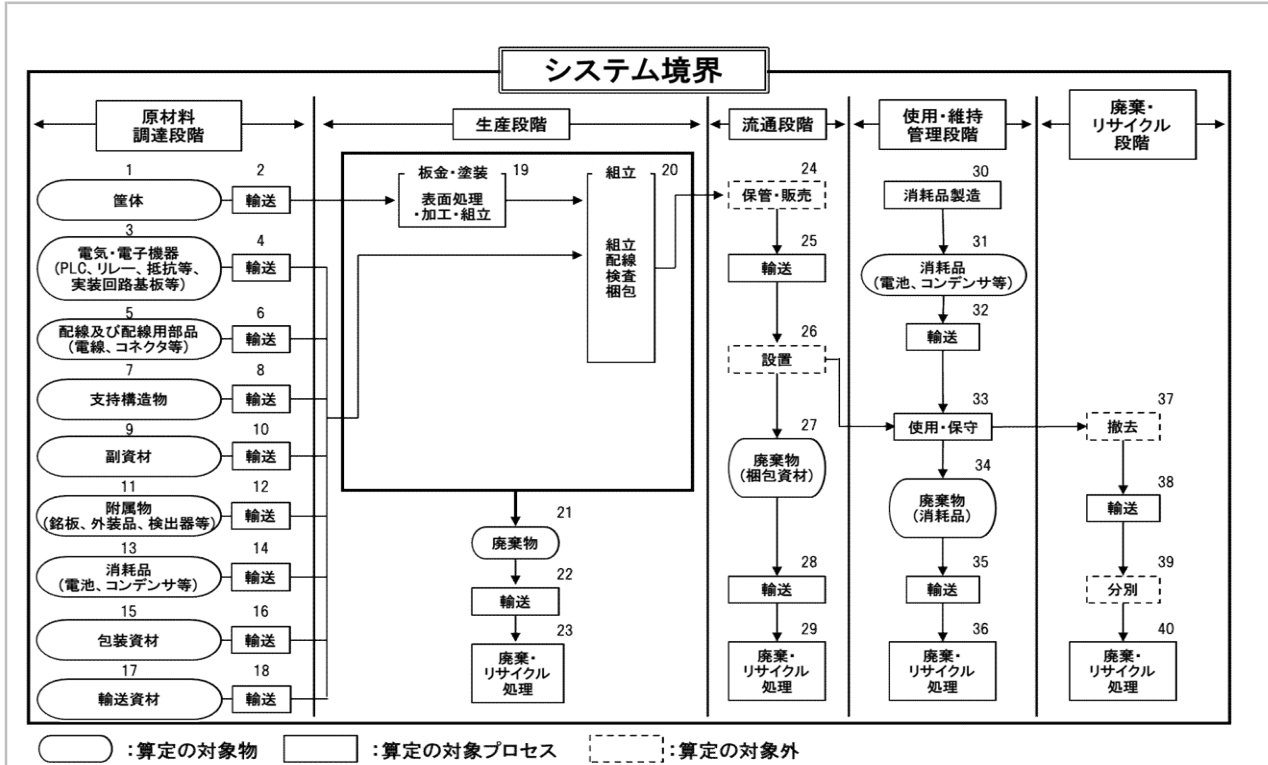 システム境界
原材料
調達段階
生産段階
流通段階
使用・維持
管理段階
廃棄・
リサイクル
段階
1
筐体
2
輸送
3
電気・電子機器
(PLC、リレー、抵抗等、
実装回路基板等)
4
輸送
5
配線及び配線用部品
(電線、コネクタ等)
6
輸送
7
支持構造物
8
輸送
9
副資材
10
輸送
11
附属物
(銘板、外装品、検出器等)
12
輸送
13
消耗品
(電池、コンデンサ等)
14
輸送
15
包装資材
16
輸送
17
輸送資材
18
輸送
板金・塗装
19
表面処理
・加工・組立
組立
20
組立
配線
検査
梱包
21
廃棄物
22
輸送
23
廃棄・
リサイクル
処理
24
保管・販売
25
輸送
26
設置
27
廃棄物
(梱包資材)
28
輸送
29
廃棄・
リサイクル
処理
30
消耗品製造
31
消耗品
(電池、コンデンサ等)
32
輸送
33
使用・保守
34
廃棄物
(消耗品)
35
輸送
36
廃棄・
リサイクル
処理
37
撤去
38
輸送
39
分別
40
廃棄・
リサイクル
処理
:算定の対象物
:算定の対象プロセス
:算定の対象外